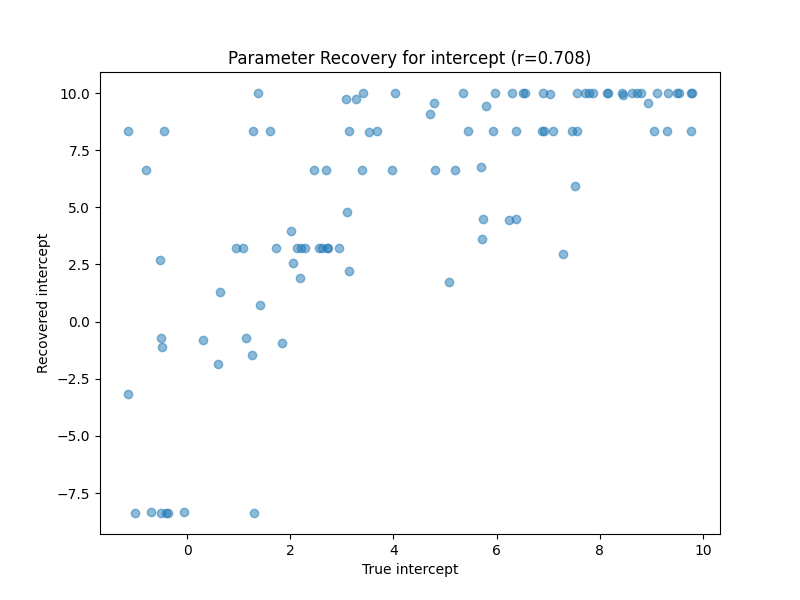 Parameter Recovery for intercept (r=0.708)
Recovered intercept
10.0
7.5
5.0
2.5
0.0
−2.5
−5.0
−7.5
0 2 4 6 8 10
True intercept